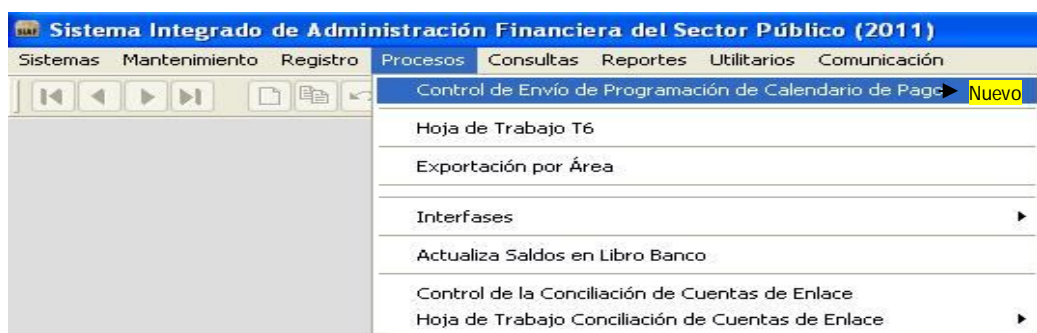 SIAF Sistema Integrado de Administración Financiera del Sector Público (2011)
Sistemas Mantenimiento Registro Procesos Consultas Reportes Utilitarios Comunicación
Control de Envío de Programación de Calendario de Pago Nuevo
Hoja de Trabajo T6
Exportación por Área
Interfases
Actualiza Saldos en Libro Banco
Control de la Conciliación de Cuentas de Enlace
Hoja de Trabajo Conciliación de Cuentas de Enlace